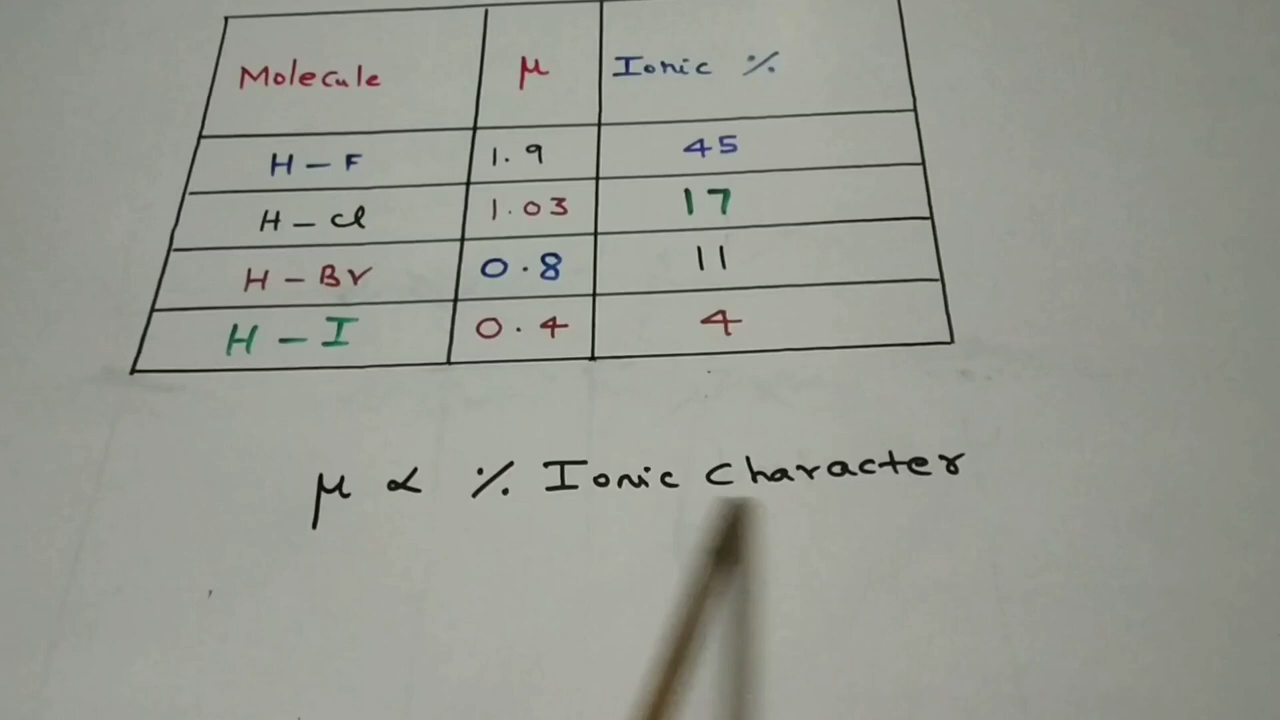 Molecule μ Ionic %
H - F 1.9 45
H - Cl 1.03 17
H - Br 0.8 11
H - I 0.4 4
μ ∝ % Ionic Character